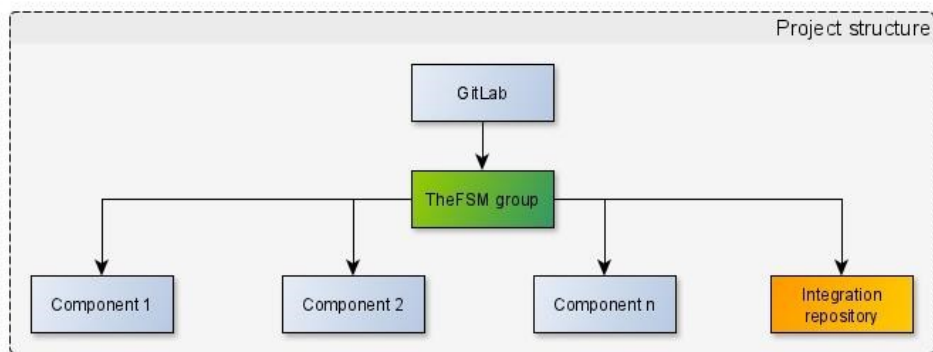 Project structure
GitLab
TheFSM group
Component 1
Component 2
Component n
Integration
repository